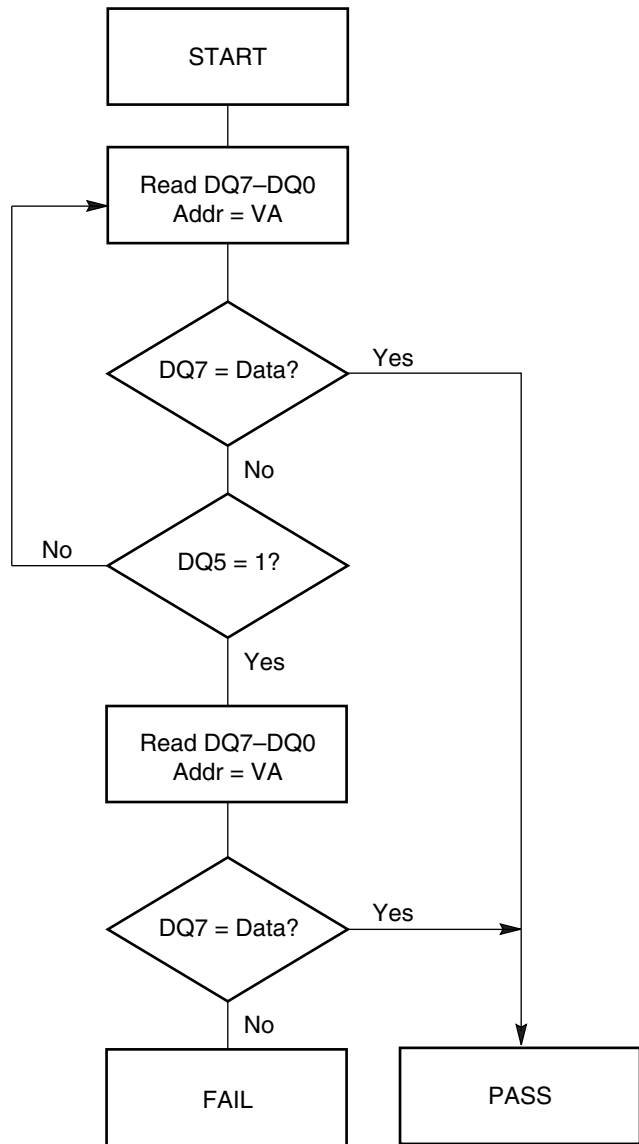 START
Read DQ7–DQ0
Addr = VA
DQ7 = Data?
Yes
No
No
DQ5 = 1?
Yes
Read DQ7–DQ0
Addr = VA
DQ7 = Data?
Yes
No
FAIL
PASS